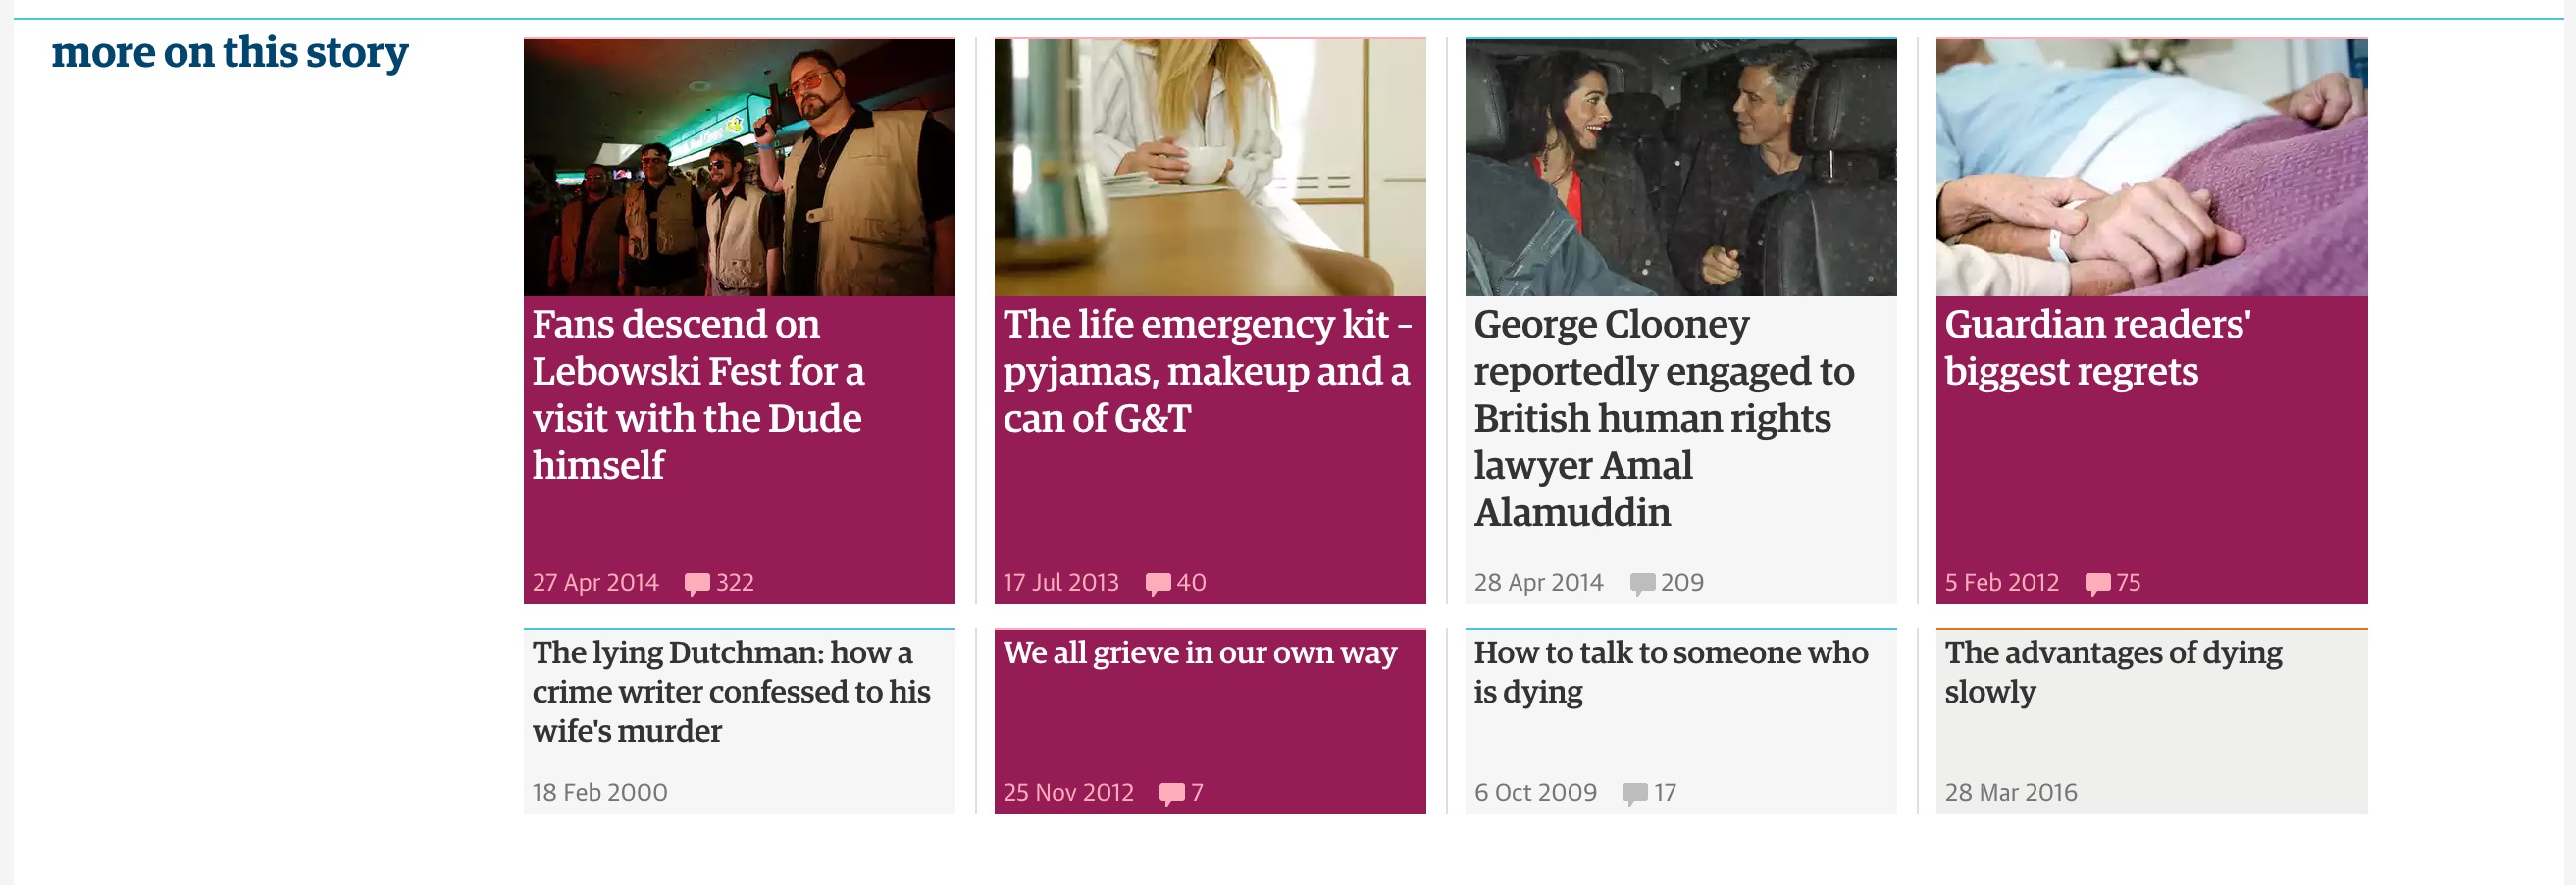 more on this story
Fans descend on
Lebowski Fest for a
visit with the Dude
himself
27 Apr 2014 322
The life emergency kit –
pyjamas, makeup and a
can of G&T
17 Jul 2013 40
George Clooney
reportedly engaged to
British human rights
lawyer Amal
Alamuddin
28 Apr 2014 209
Guardian readers'
biggest regrets
5 Feb 2012 75
The lying Dutchman: how a
crime writer confessed to his
wife's murder
18 Feb 2000
We all grieve in our own way
25 Nov 2012 7
How to talk to someone who
is dying
6 Oct 2009 17
The advantages of dying
slowly
28 Mar 2016